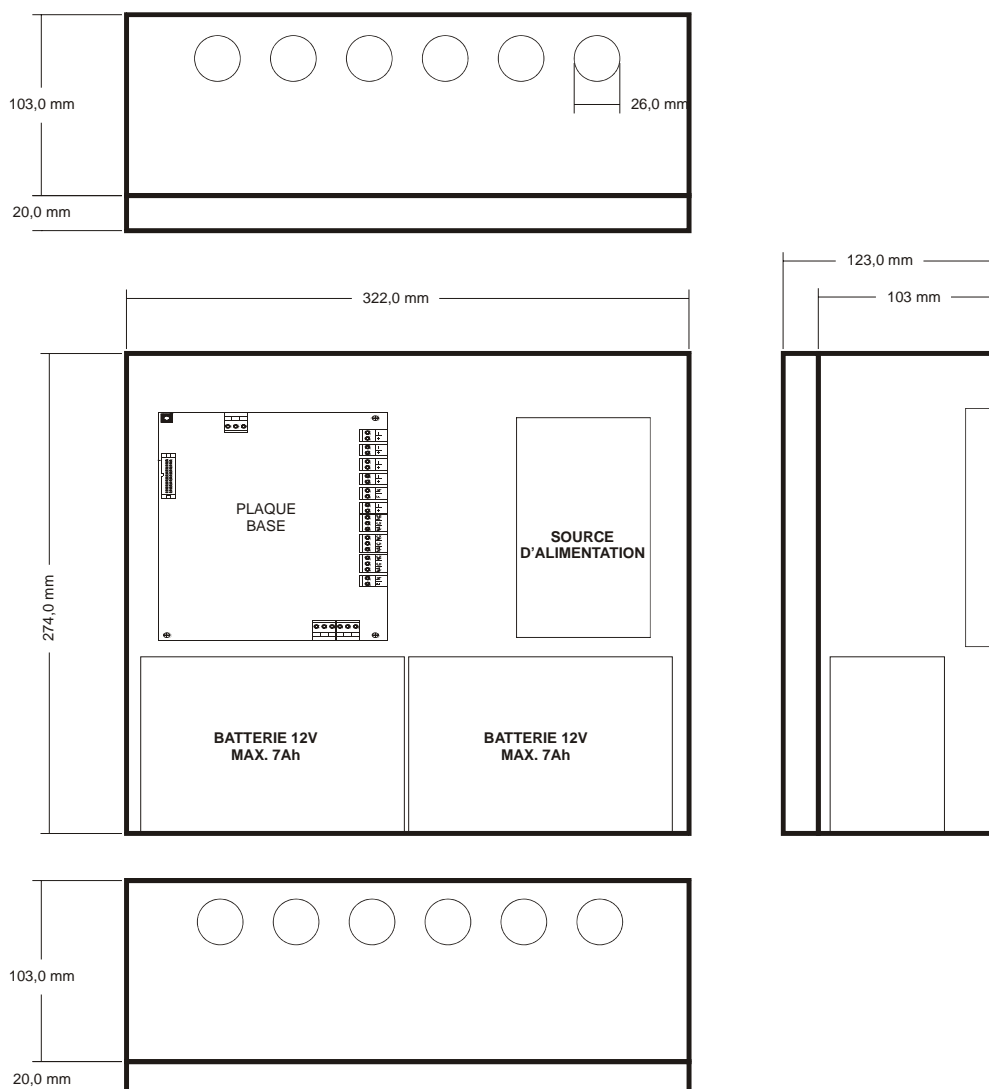 103,0 mm
26,0 mm
20,0 mm
123,0 mm
322,0 mm
103 mm
274,0 mm
PLAQUE
BASE
SOURCE
D'ALIMENTATION
BATTERIE 12V
MAX. 7Ah
BATTERIE 12V
MAX. 7Ah
103,0 mm
20,0 mm